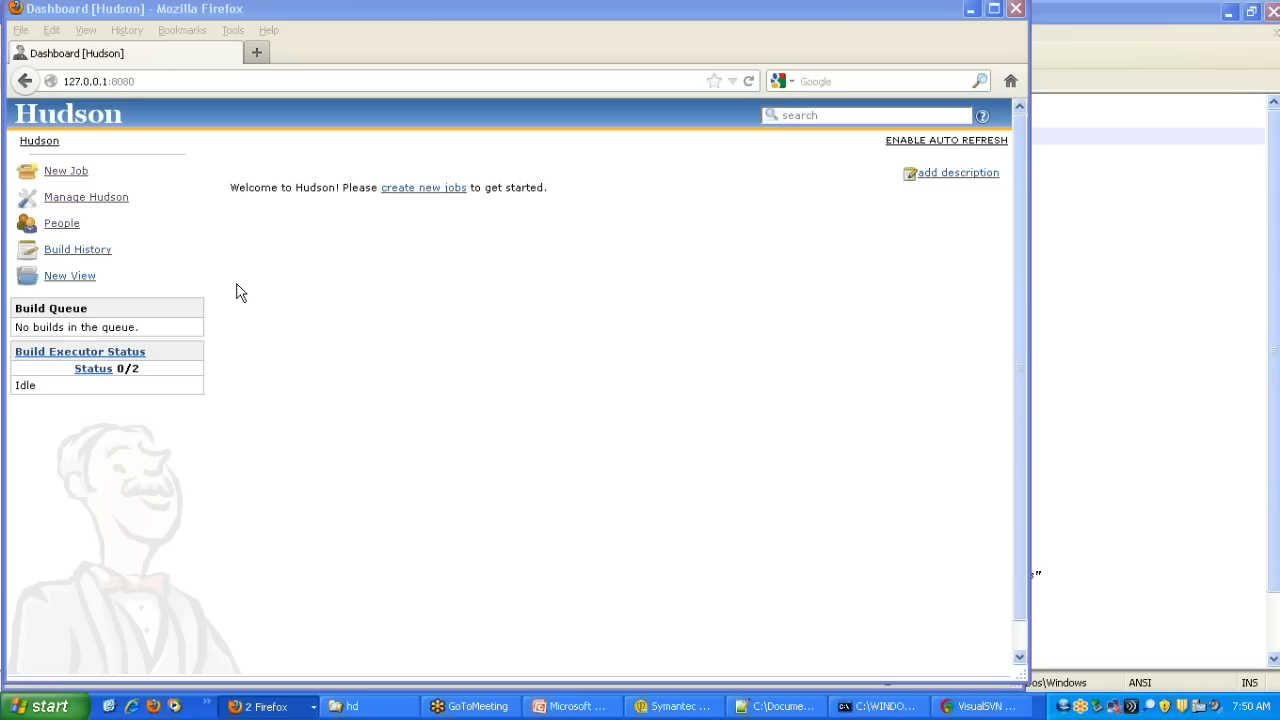 Dashboard [Hudson] - Mozilla Firefox
File Edit View History Bookmarks Tools Help
Dashboard [Hudson]
127.0.0.1:8080
Google
Hudson
search
Hudson
ENABLE AUTO REFRESH
New Job
add description
Welcome to Hudson! Please create new jobs to get started.
Manage Hudson
People
Build History
New View
Build Queue
No builds in the queue.
Build Executor Status
Status 0/2
Idle
ANSI
INS
start
2 Firefox
hd
GoToMeeting
Microsoft ...
Symantec ...
C:\Docume...
C:\WINDO...
VisualSVN ...
7:50 AM